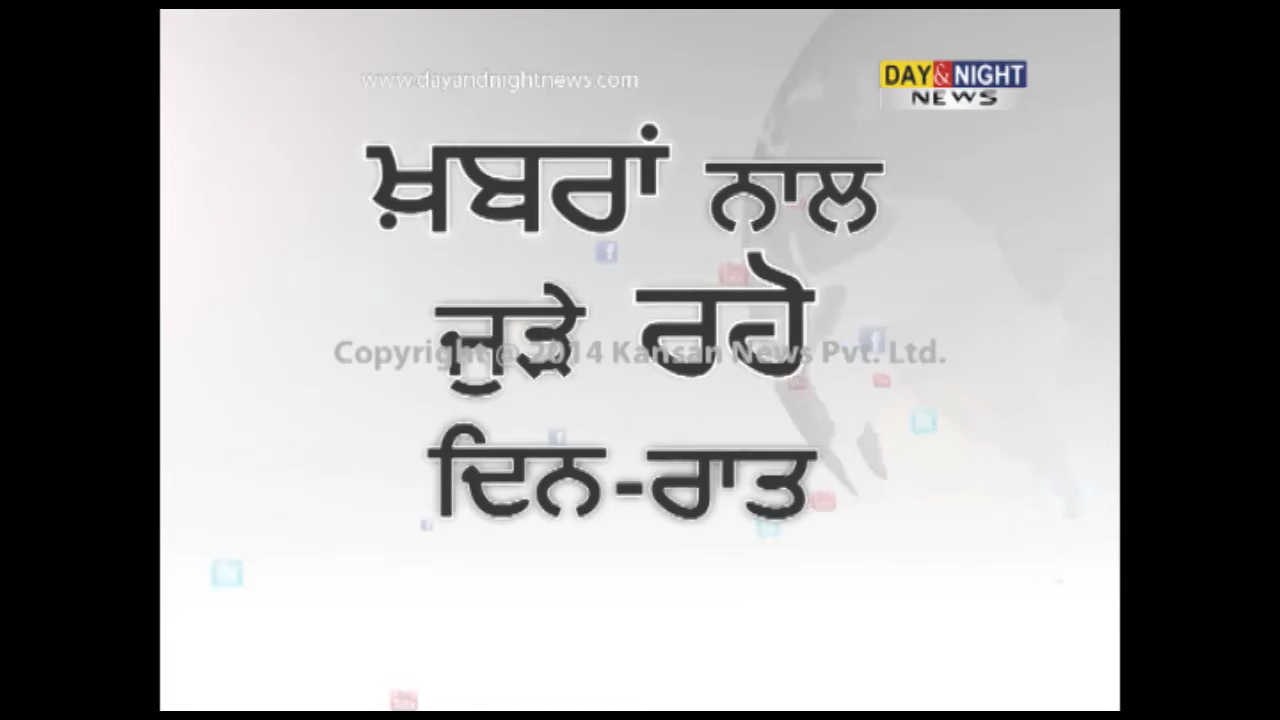 www.dayandnightnews.com
DAY&NIGHT
NEWS
ਖ਼ਬਰਾਂ ਨਾਲ
ਜੁੜੇ ਰਹੋ
Copyright @ 2014 Kansan News Pvt. Ltd.
ਦਿਨ-ਰਾਤ